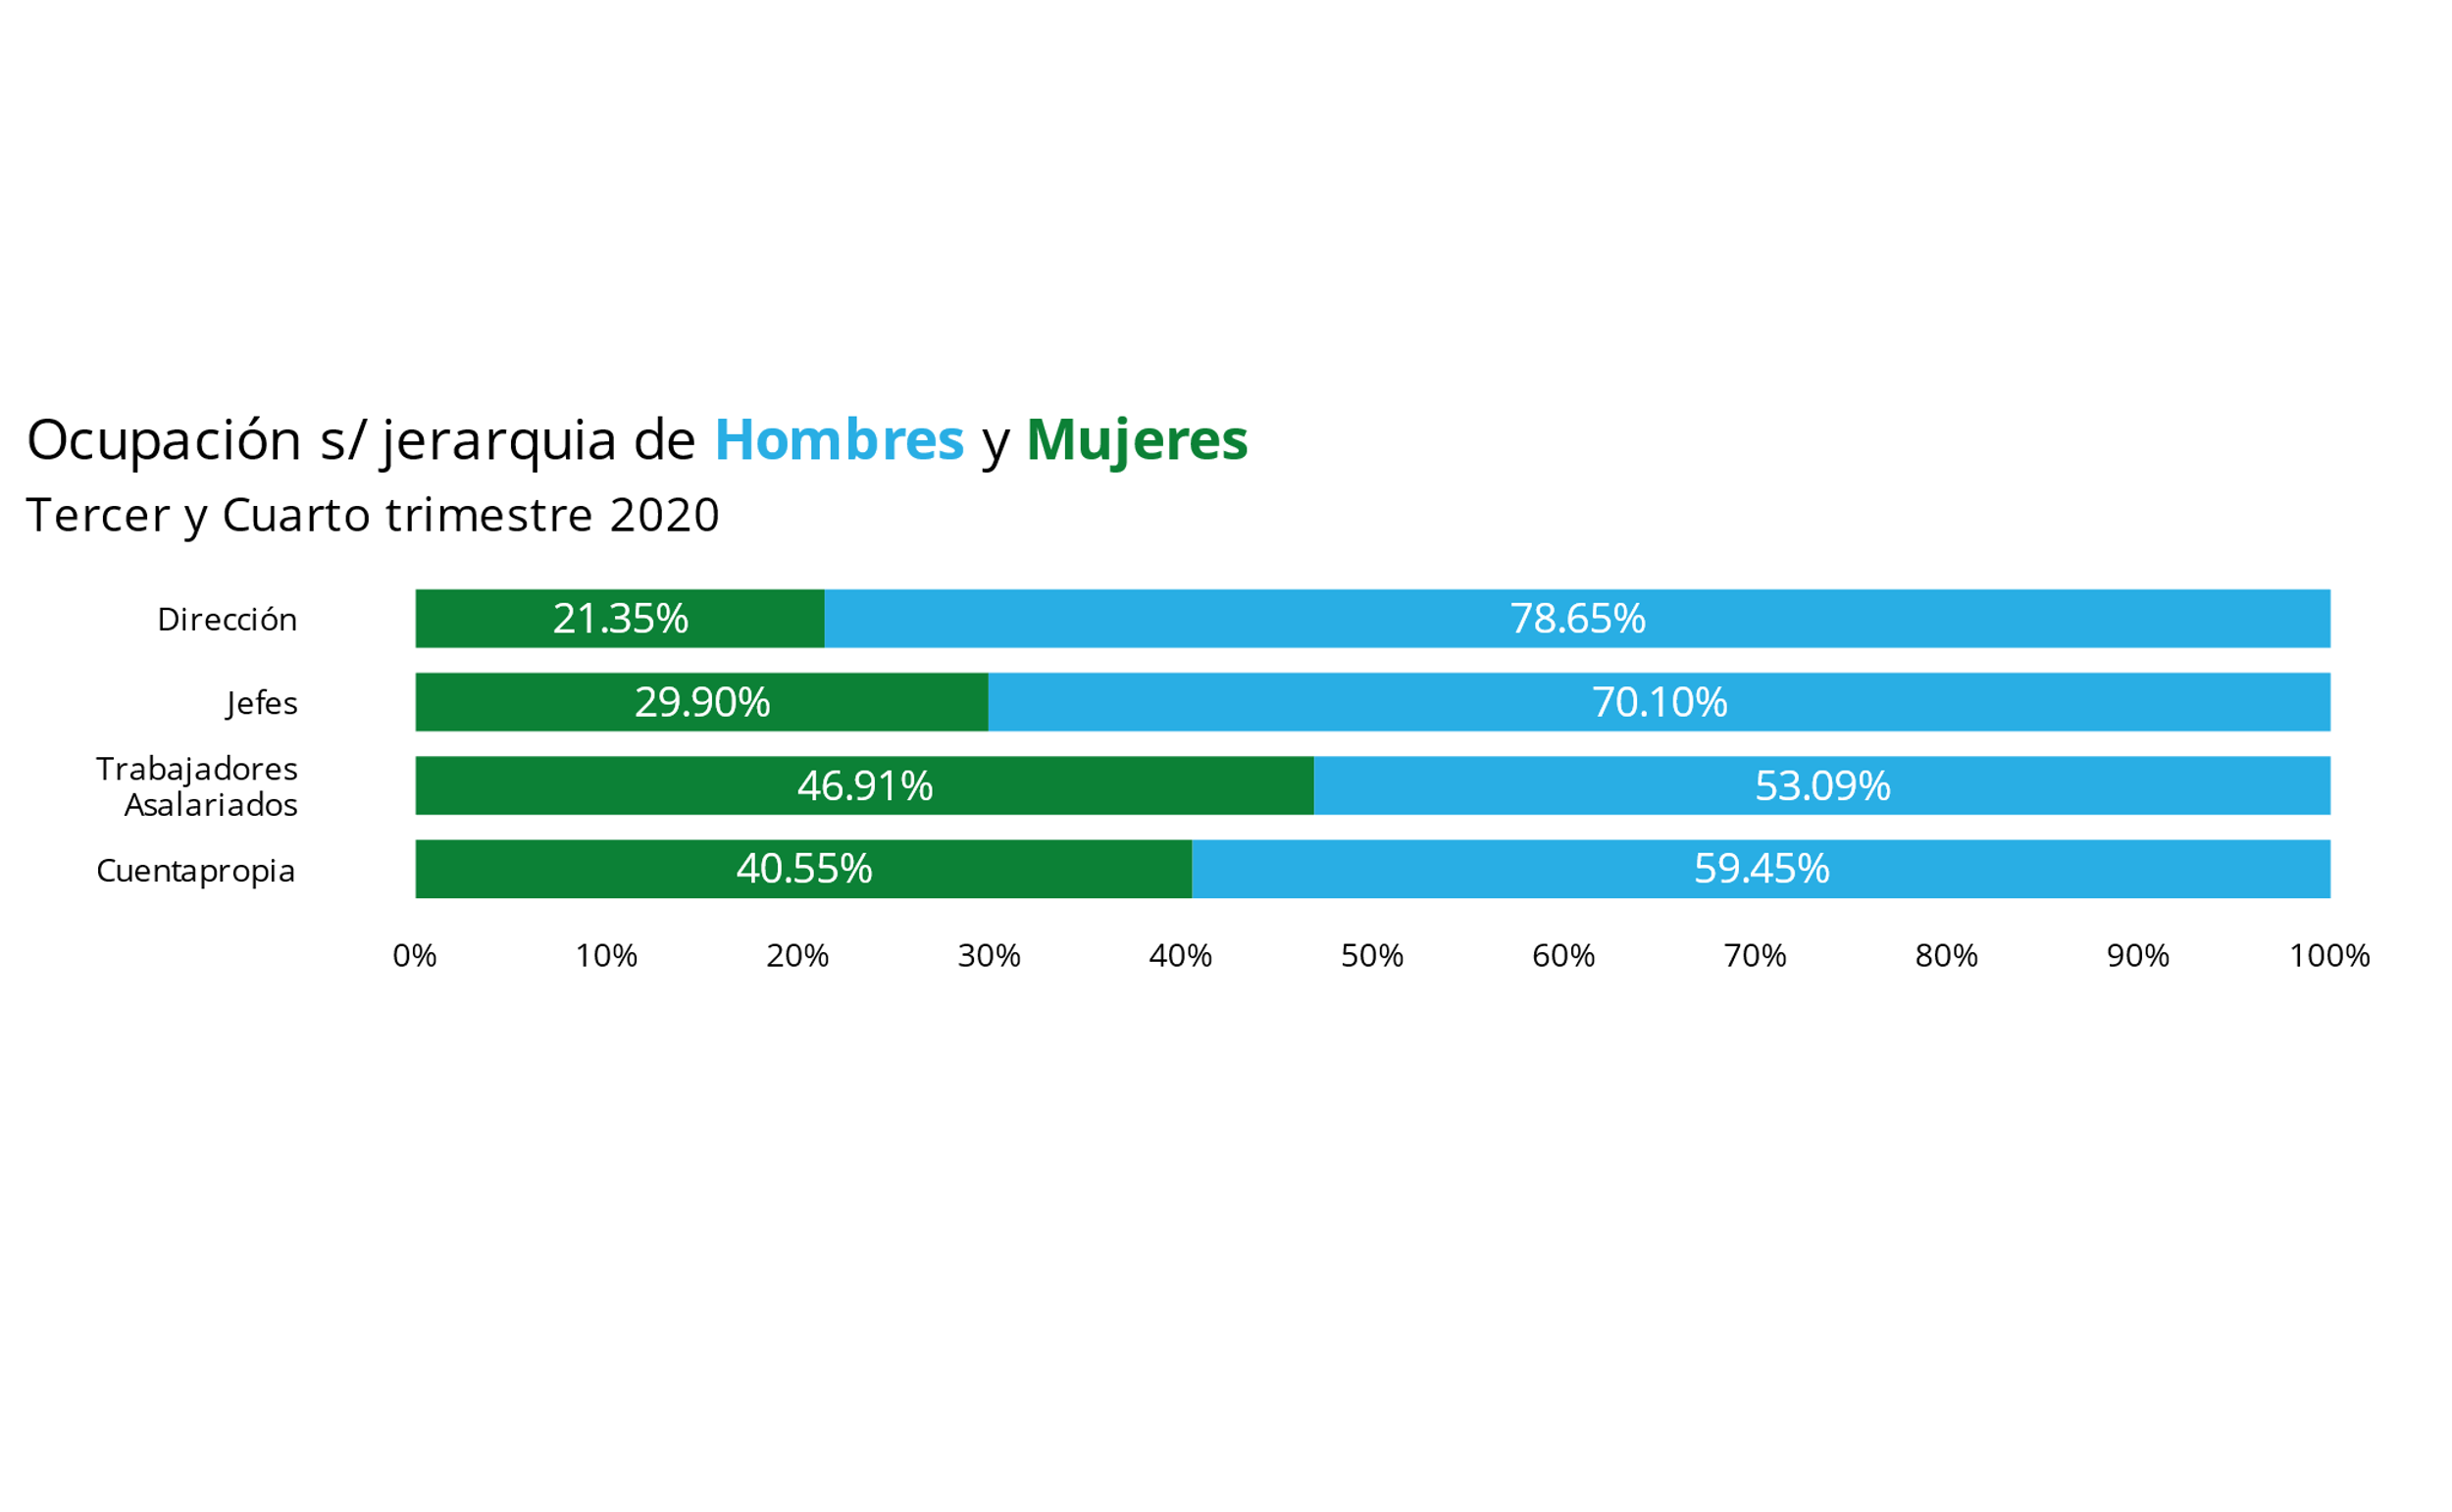 Ocupación s/ jerarquia de Hombres y Mujeres
Tercer y Cuarto trimestre 2020
Dirección 21.35% 78.65%
Jefes 29.90% 70.10%
Trabajadores
Asalariados 46.91% 53.09%
Cuentapropia 40.55% 59.45%
0% 10% 20% 30% 40% 50% 60% 70% 80% 90% 100%